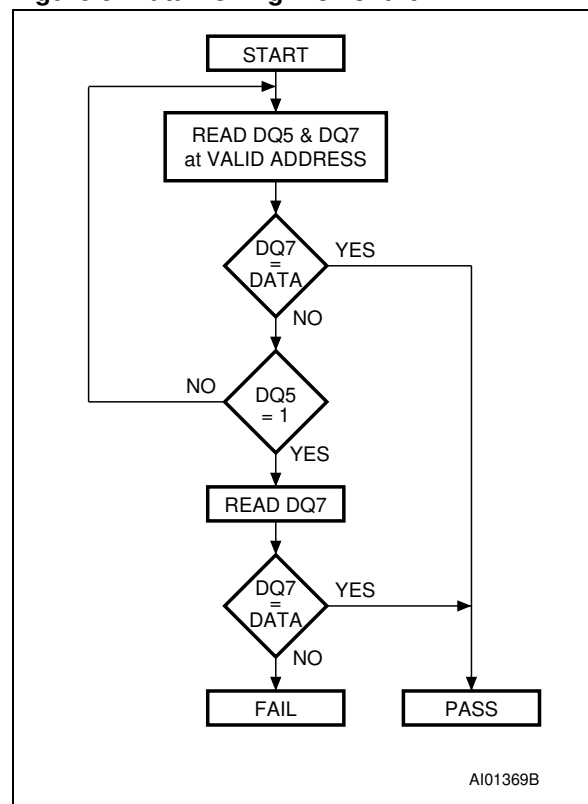 START
READ DQ5 & DQ7
at VALID ADDRESS
DQ7
=
DATA
YES
NO
NO
DQ5
= 1
YES
READ DQ7
DQ7
=
DATA
YES
NO
FAIL
PASS
AI01369B